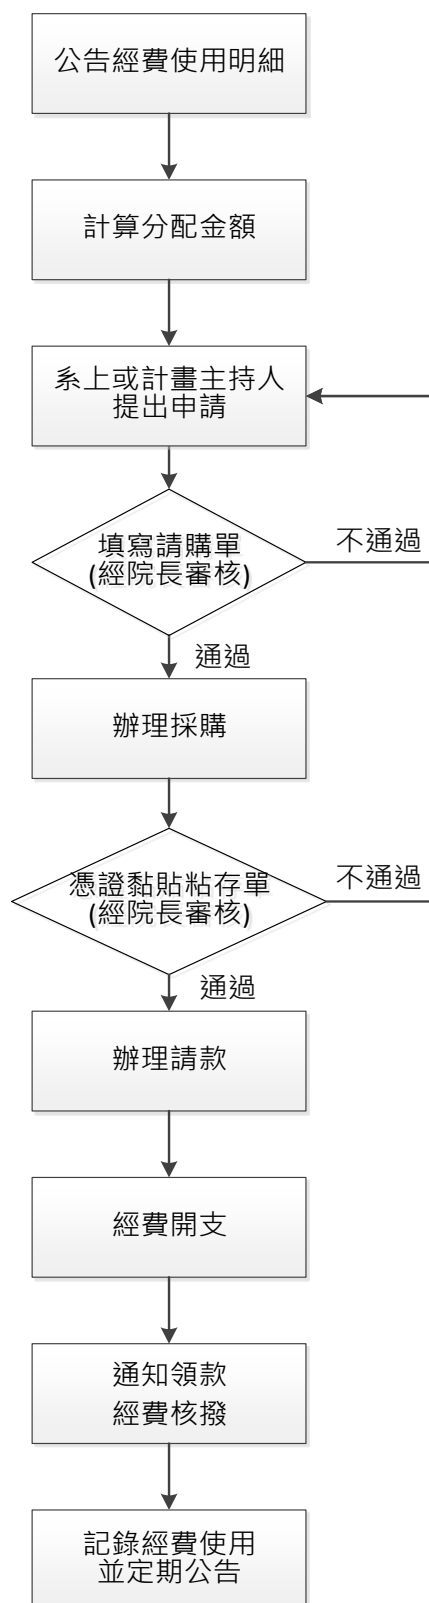 公告經費使用明細
計算分配金額
系上或計畫主持人
提出申請
填寫請購單
(經院長審核)
不通過
通過
辦理採購
憑證黏貼粘存單
(經院長審核)
不通過
通過
辦理請款
經費開支
通知領款
經費核撥
記錄經費使用
並定期公告